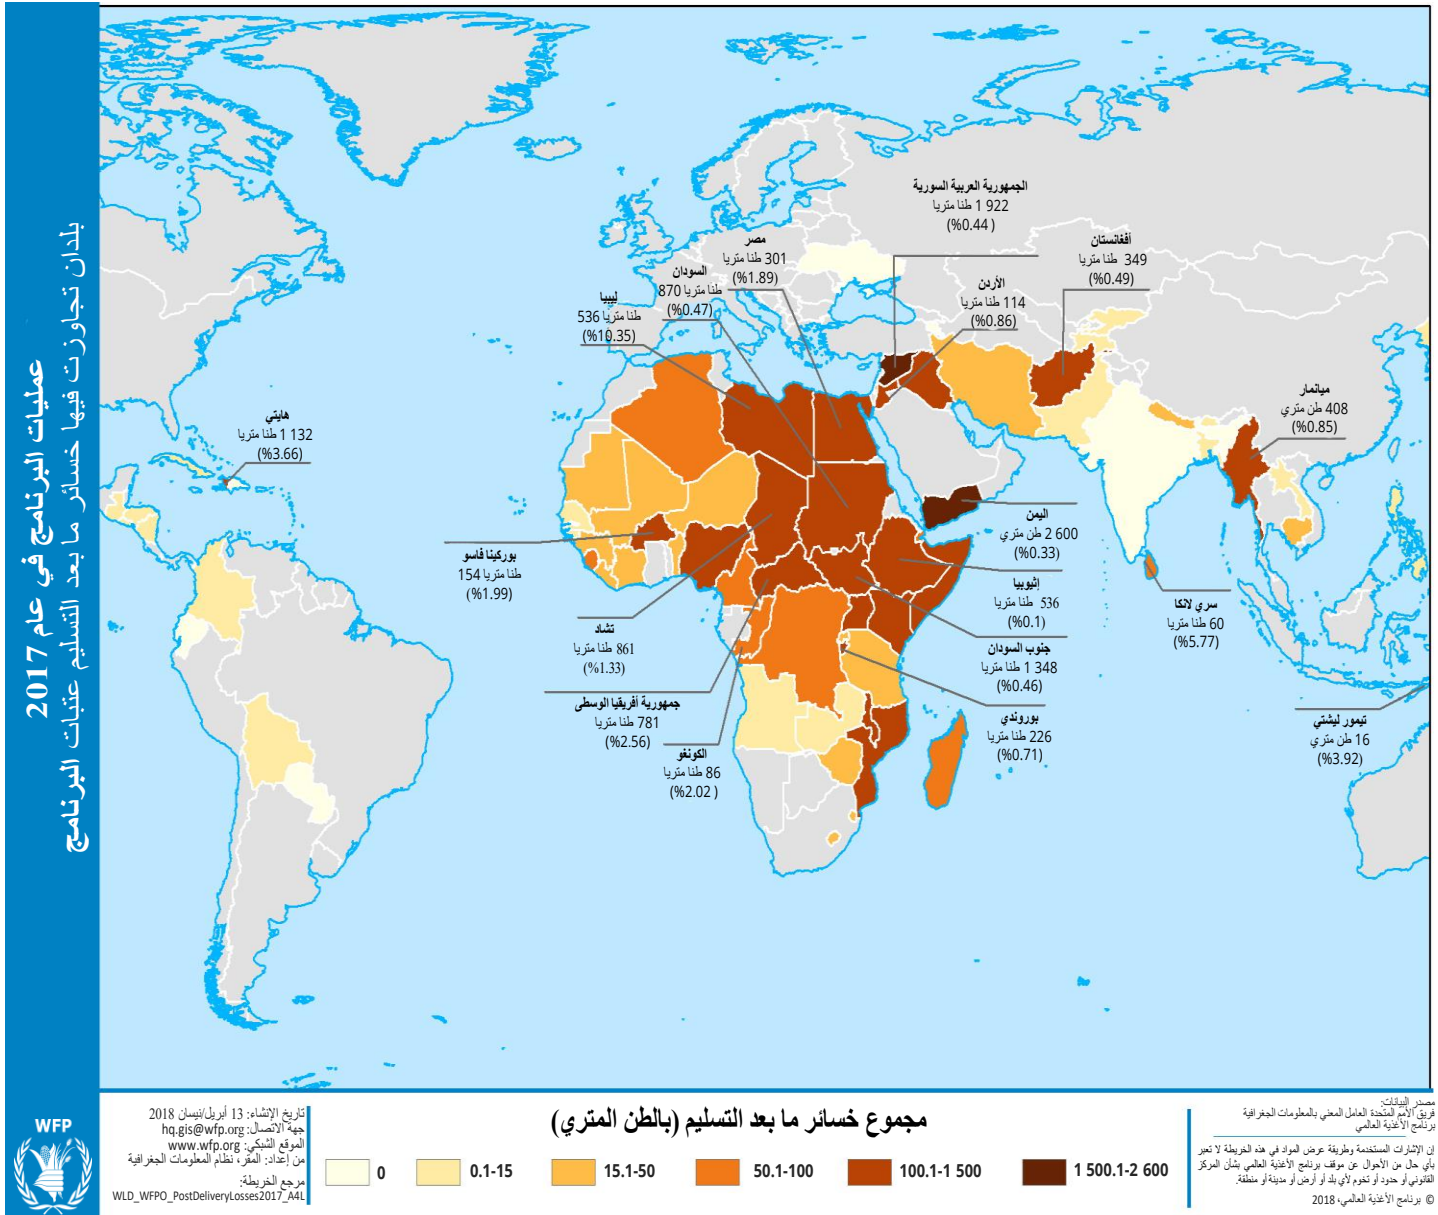 عمليات البرنامج في عام 2017
بلدان تجاوزت فيها خسائر ما بعد التسليم عتبات البرنامج
الجمهورية العربية السورية
1 922 طنا متريا
(%0.44 )
أفغانستان
349 طنا متريا
(%0.49)
مصر
301 طنا متريا
(%1.89)
السودان
870 طنا متريا
(%0.47)
الأردن
114 طنا متريا
(%0.86)
ليبيا
536 طنا متريا
(%10.35)
ميانمار
408 طن متري
(%0.85)
هايتي
1 132 طنا متريا
(%3.66)
اليمن
2 600 طن متري
(%0.33)
بوركينا فاسو
154 طنا متريا
(%1.99)
إثيوبيا
536 طنا متريا
(%0.1)
سري لانكا
60 طنا متريا
(%5.77)
تشاد
861 طنا متريا
(%1.33)
جنوب السودان
1 348 طنا متريا
(%0.46)
جمهورية أفريقيا الوسطى
781 طنا متريا
(%2.56)
بوروندي
226 طنا متريا
(%0.71)
تيمور ليشتي
16 طن متري
(%3.92)
الكونغو
86 طنا متريا
(%2.02 )
مجموع خسائر ما بعد التسليم (بالطن المتري)
0
0.1-15
15.1-50
50.1-100
100.1-1 500
1 500.1-2 600
مصدر البيانات:
فريق الأمم المتحدة العامل المعني بالمعلومات الجغرافية
برنامج الأغذية العالمي
إن الإشارات المستخدمة وطريقة عرض المواد في هذه الخريطة لا تعبر
بأي حال من الأحوال عن موقف برنامج الأغذية العالمي بشأن المركز
القانوني أو حدود أو تخوم لأي بلد أو أرض أو مدينة أو منطقة.
© برنامج الأغذية العالمي، 2018
تاريخ الإنشاء: 13 أبريل/نيسان 2018
جهة الاتصال: hq.gis@wfp.org
الموقع الشبكي: www.wfp.org
من إعداد: المقر، نظام المعلومات الجغرافية
مرجع الخريطة:
WLD_WFPO_PostDeliveryLosses2017_A4L
WFP